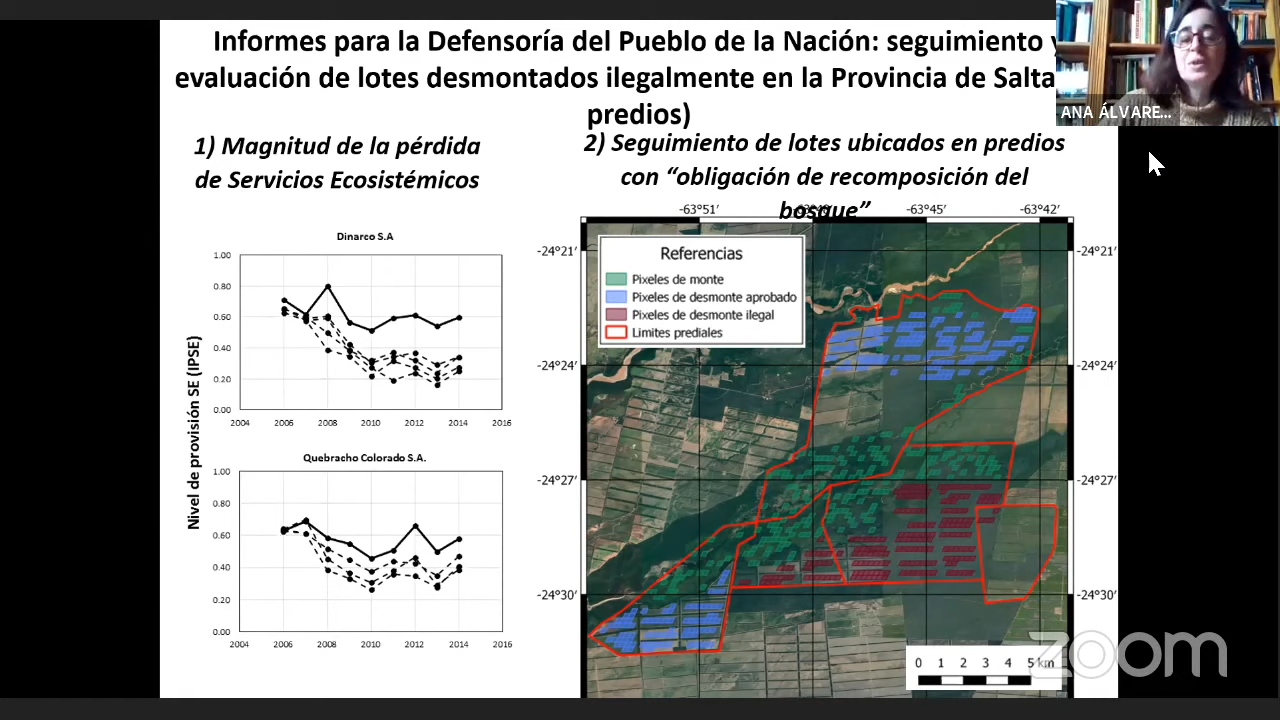 Informes para la Defensoría del Pueblo de la Nación: seguimiento y
evaluación de lotes desmontados ilegalmente en la Provincia de Salta
predios)
ANA ÁLVARE...
1) Magnitud de la pérdida
de Servicios Ecosistémicos
2) Seguimiento de lotes ubicados en predios
con “obligación de recomposición del
bosque”
Nivel de provisión SE (IPSE)
Dinarco S.A
1.00
0.80
0.60
0.40
0.20
0.00
2004 2006 2008 2010 2012 2014 2016
Quebracho Colorado S.A.
1.00
0.80
0.60
0.40
0.20
0.00
2004 2006 2008 2010 2012 2014 2016
-63°51′ -63°45′ -63°42′
-24°21′ -24°21′
-24°24′ -24°24′
-24°27′ -24°27′
-24°30′ -24°30′
Referencias
Pixeles de monte
Pixeles de desmonte aprobado
Pixeles de desmonte ilegal
Limites prediales
0 1 2 3 4 5 km
zoom